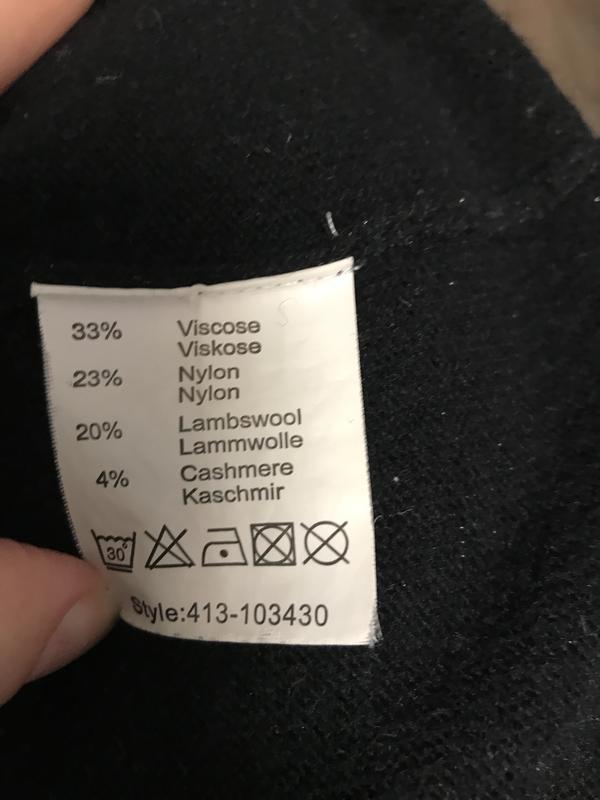 33% Viscose
Viskose
23% Nylon
Nylon
20% Lambswool
Lammwolle
4% Cashmere
Kaschmir
30°
Style:413-103430